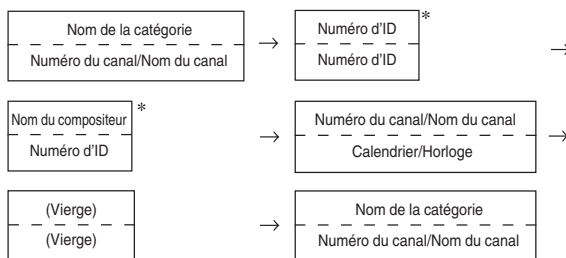 Nom de la catégorie
Numéro du canal/Nom du canal
→
Numéro d'ID
Numéro d'ID
*
→
Nom du compositeur
Numéro d'ID
*
→
Numéro du canal/Nom du canal
Calendrier/Horloge
→
(Vierge)
(Vierge)
→
Nom de la catégorie
Numéro du canal/Nom du canal